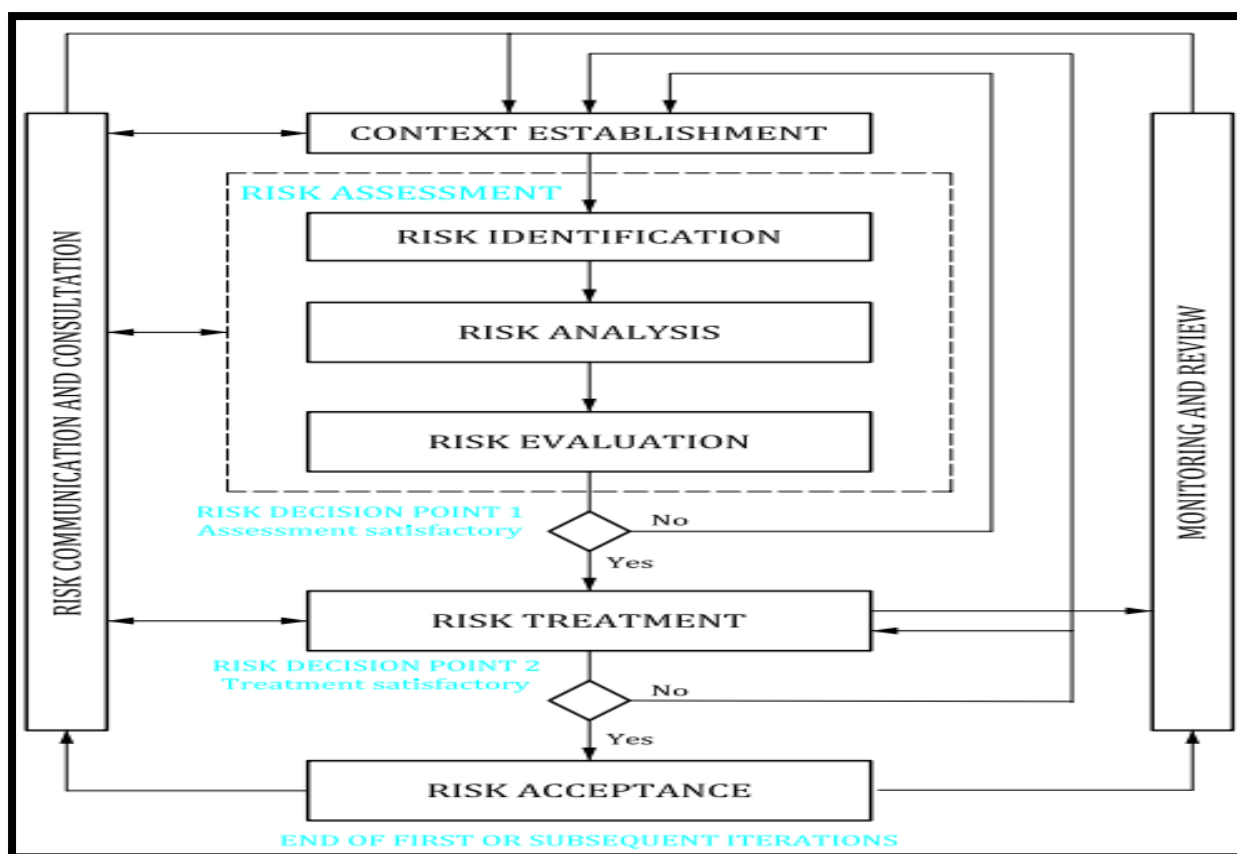 CONTEXT ESTABLISHMENT
RISK ASSESSMENT
RISK IDENTIFICATION
RISK ANALYSIS
RISK EVALUATION
RISK DECISION POINT 1
Assessment satisfactory
No
Yes
RISK TREATMENT
RISK DECISION POINT 2
Treatment satisfactory
No
Yes
RISK ACCEPTANCE
END OF FIRST OR SUBSEQUENT ITERATIONS
RISK COMMUNICATION AND CONSULTATION
MONITORING AND REVIEW